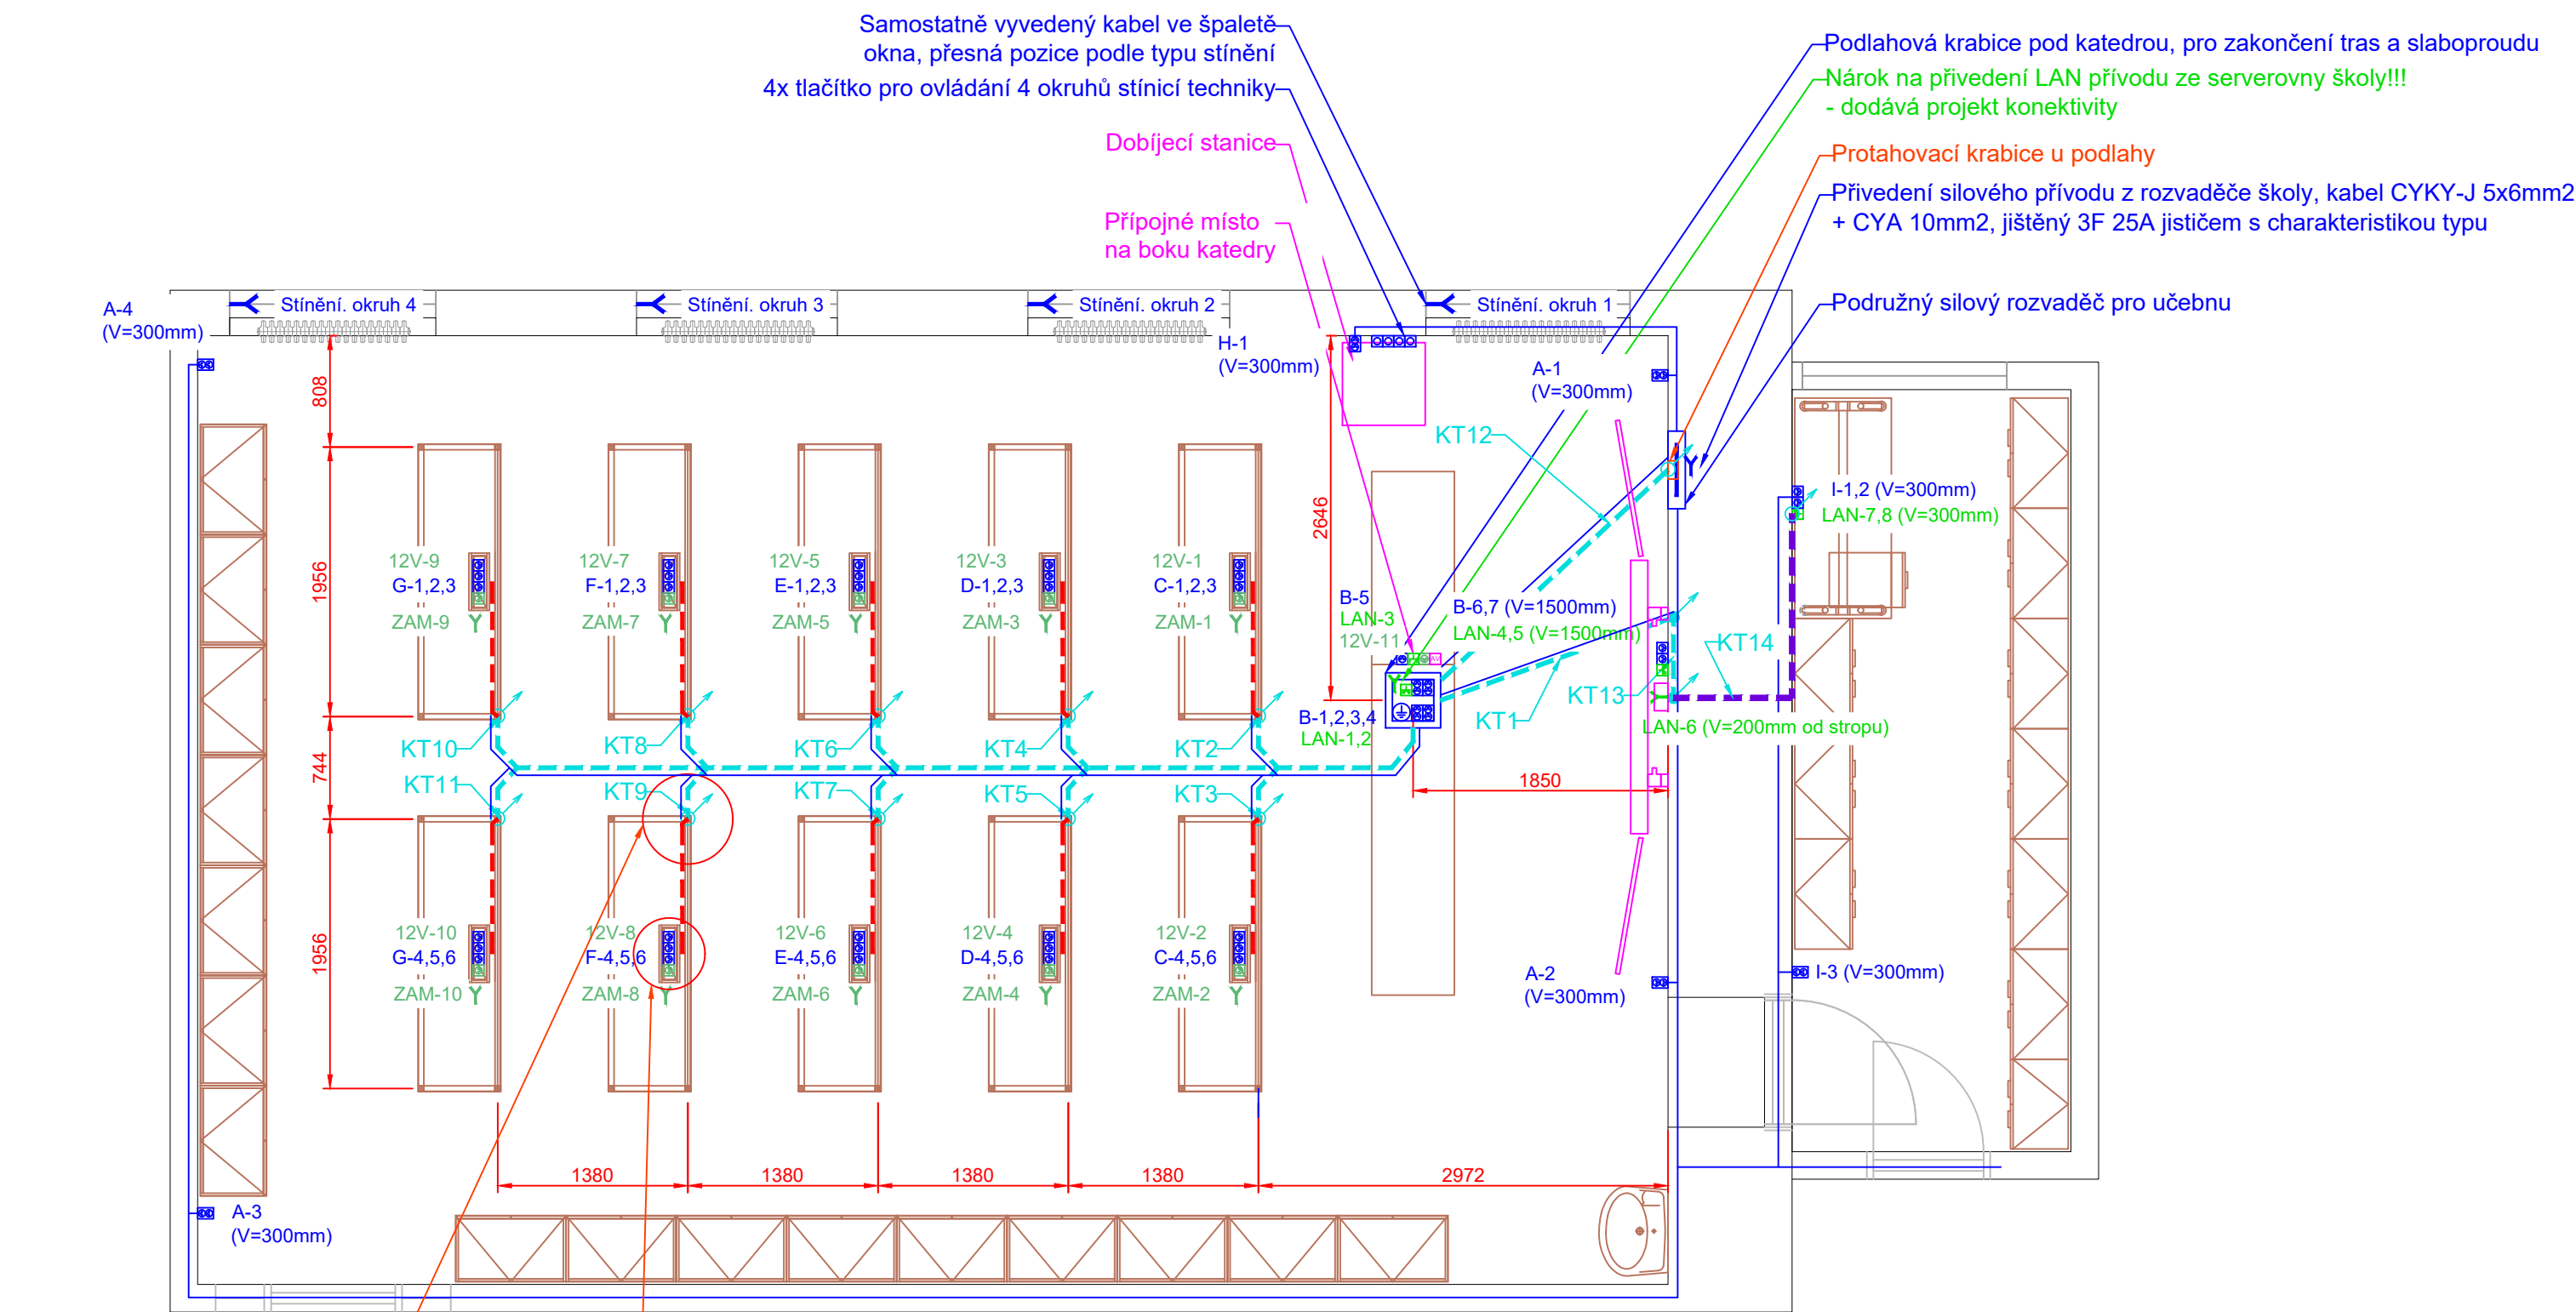 Samostatně vyvedený kabel ve špaletě
okna, přesná pozice podle typu stínění
4x tlačítko pro ovládání 4 okruhů stínicí techniky
Dobíjecí stanice
Přípojné místo
na boku katedry
Podlahová krabice pod katedrou, pro zakončení tras a slaboproudu
Nárok na přivedení LAN přívodu ze serverovny školy!!!
- dodává projekt konektivity
Protahovací krabice u podlahy
Přivedení silového přívodu z rozvaděče školy, kabel CYKY-J 5x6mm2
+ CYA 10mm2, jištěný 3F 25A jističem s charakteristikou typu
Podružný silový rozvaděč pro učebnu
A-4
(V=300mm)
Stínění. okruh 4
Stínění. okruh 3
Stínění. okruh 2
Stínění. okruh 1
H-1
(V=300mm)
A-1
(V=300mm)
808
1956
744
1956
2646
KT12
I-1,2 (V=300mm)
LAN-7,8 (V=300mm)
12V-9
G-1,2,3
ZAM-9
12V-7
F-1,2,3
ZAM-7
12V-5
E-1,2,3
ZAM-5
12V-3
D-1,2,3
ZAM-3
12V-1
C-1,2,3
ZAM-1
B-5
LAN-3
12V-11
B-6,7 (V=1500mm)
LAN-4,5 (V=1500mm)
AV
KT14
KT13
KT1
B-1,2,3,4
LAN-1,2
LAN-6 (V=200mm od stropu)
KT10
KT8
KT6
KT4
KT2
KT11
KT9
KT7
KT5
KT3
1850
12V-10
G-4,5,6
ZAM-10
12V-8
F-4,5,6
ZAM-8
12V-6
E-4,5,6
ZAM-6
12V-4
D-4,5,6
ZAM-4
12V-2
C-4,5,6
ZAM-2
A-2
(V=300mm)
I-3 (V=300mm)
1380
1380
1380
1380
2972
A-3
(V=300mm)